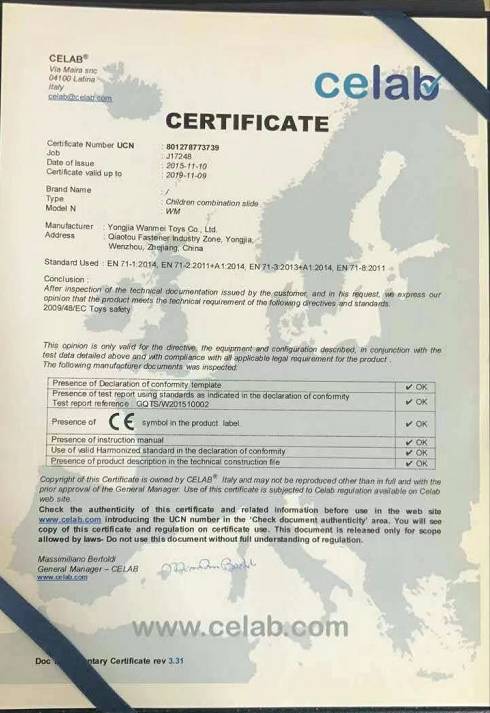 CELAB®
Via Maira snc
04100 Latina
Italy
celab@celab.com
celab
CERTIFICATE
Certificate Number UCN : 801278773739
Job : J17248
Date of Issue : 2015-11-10
Certificate valid up to : 2019-11-09
Brand Name : /
Type : Children combination slide
Model N : WM
Manufacturer : Yongjia Wanmei Toys Co., Ltd.
Address : Qiaotou Fastener Industry Zone, Yongjia,
Wenzhou, Zhejiang, China
Standard Used : EN 71-1:2014, EN 71-2:2011+A1:2014, EN 71-3:2013+A1:2014, EN 71-8:2011
Conclusion :
After inspection of the technical documentation issued by the customer, and in his request, we express our
opinion that the product meets the technical requirement of the following directives and standards:
2009/48/EC Toys safety
This opinion is only valid for the directive, the equipment and configuration described, in conjunction with the
test data detailed above and with compliance with all applicable legal requirement for the product .
The following manufacturer documents was inspected:
Presence of Declaration of conformity template ✔ OK
Presence of test report using standards as indicated in the declaration of conformity
Test report reference : GQTS/W201510002 ✔ OK
Presence of CE symbol in the product label. ✔ OK
Presence of instruction manual ✔ OK
Use of valid Harmonized standard in the declaration of conformity ✔ OK
Presence of product description in the technical construction file ✔ OK
Copyright of this Certificate is owned by CELAB® Italy and may not be reproduced other than in full and with the
prior approval of the General Manager. Use of this certificate is subjected to Celab regulation available on Celab
web site.
Check the authenticity of this certificate and related information before use in the web site
www.celab.com introducing the UCN number in the 'Check document authenticity' area. You will see
copy of this certificate and regulation on certificate use. This document is released only for scope
allowed by laws- Do not use this document without full understanding of regulation.
Massimiliano Bertoldi
General Manager – CELAB
www.celab.com
www.celab.com
Doc ntary Certificate rev 3.31